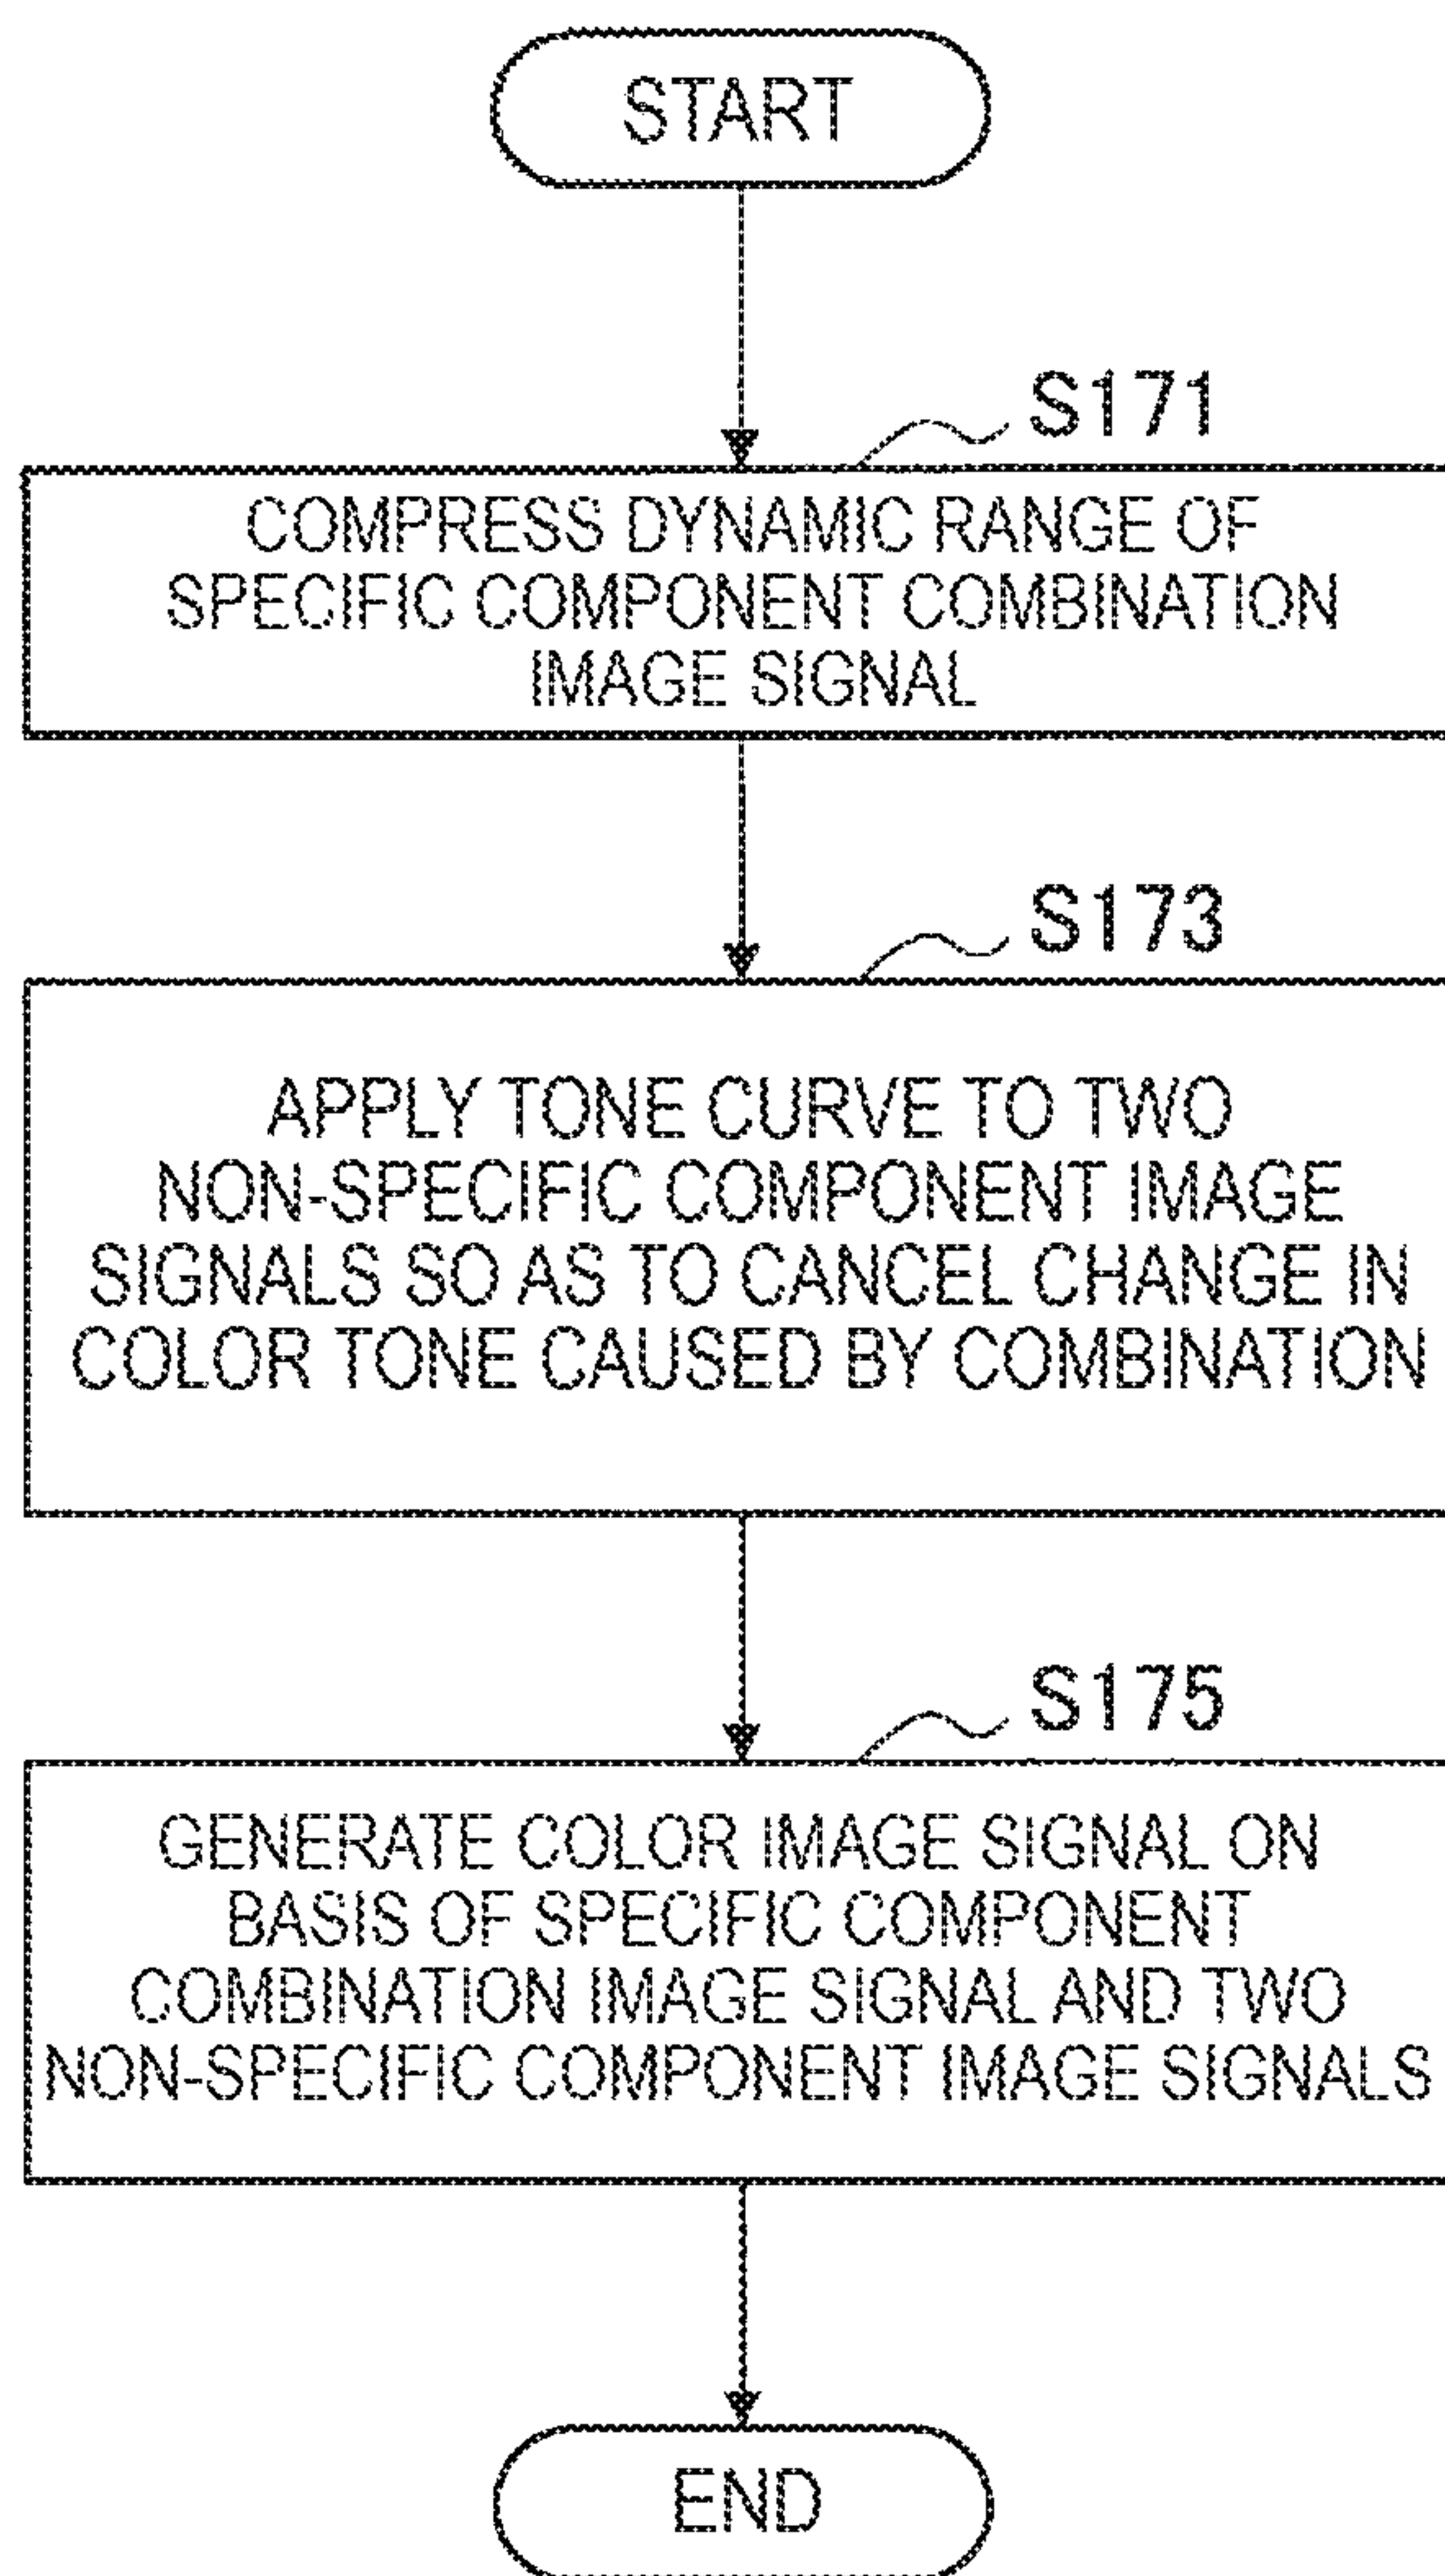 START
S171
COMPRESS DYNAMIC RANGE OF
SPECIFIC COMPONENT COMBINATION
IMAGE SIGNAL
S173
APPLY TONE CURVE TO TWO
NON-SPECIFIC COMPONENT IMAGE
SIGNALS SO AS TO CANCEL CHANGE IN
COLOR TONE CAUSED BY COMBINATION
S175
GENERATE COLOR IMAGE SIGNAL ON
BASIS OF SPECIFIC COMPONENT
COMBINATION IMAGE SIGNAL AND TWO
NON-SPECIFIC COMPONENT IMAGE SIGNALS
END